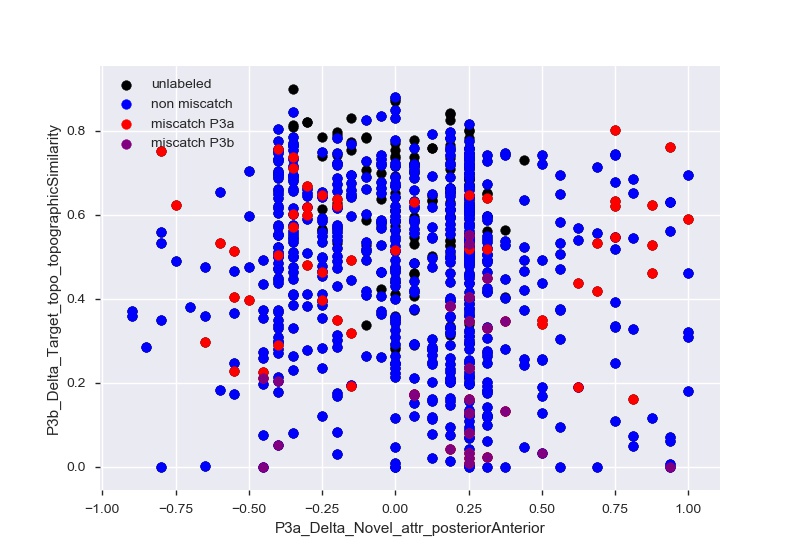 unlabeled
non miscatch
miscatch P3a
miscatch P3b
P3b_Delta_Target_topo_topographicSimilarity
0.8
0.6
0.4
0.2
0.0
−1.00 −0.75 −0.50 −0.25 0.00 0.25 0.50 0.75 1.00
P3a_Delta_Novel_attr_posteriorAnterior